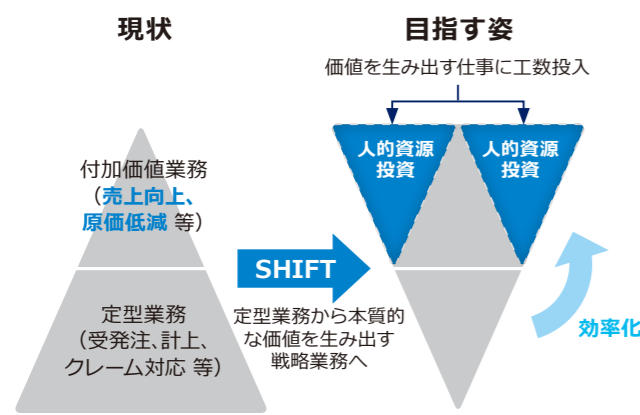 現状
付加価値業務
（売上向上、
原価低減 等）
定型業務
（受発注、計上、
クレーム対応 等）
SHIFT
定型業務から本質的
な価値を生み出す
戦略業務へ
目指す姿
価値を生み出す仕事に工数投入
人的資源
投資
人的資源
投資
効率化